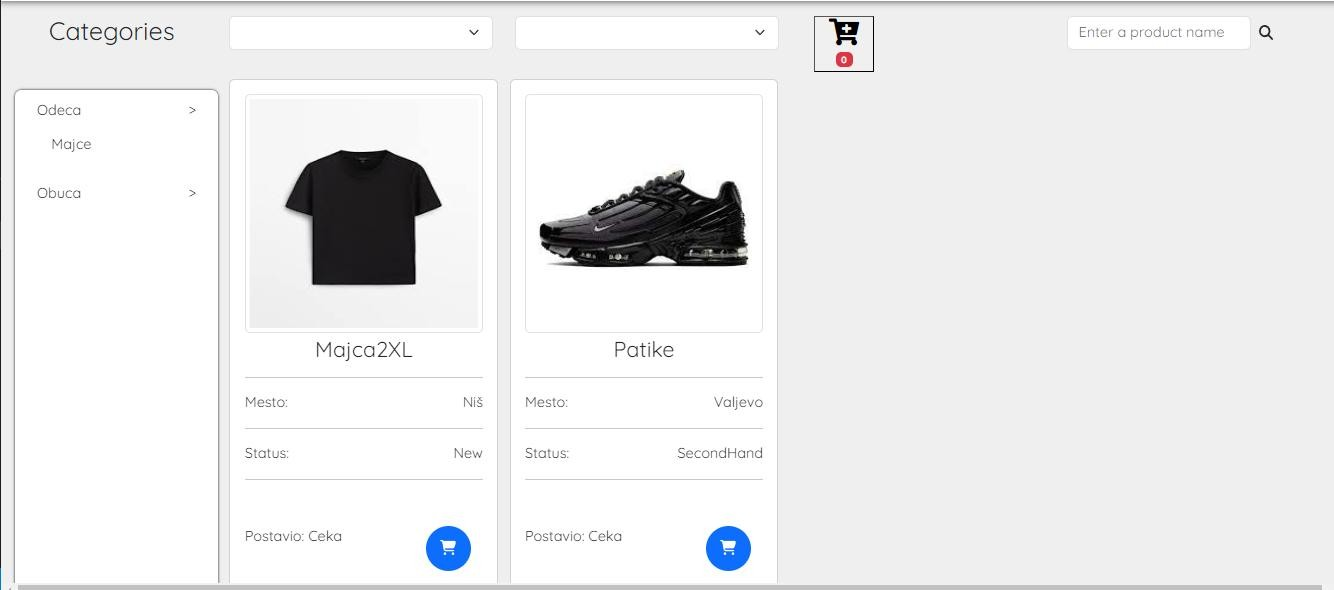 Categories
0
Enter a product name
Odeca >
Majce
Obuca >
Majca2XL
Mesto: Niš
Status: New
Postavio: Ceka
Patike
Mesto: Valjevo
Status: SecondHand
Postavio: Ceka